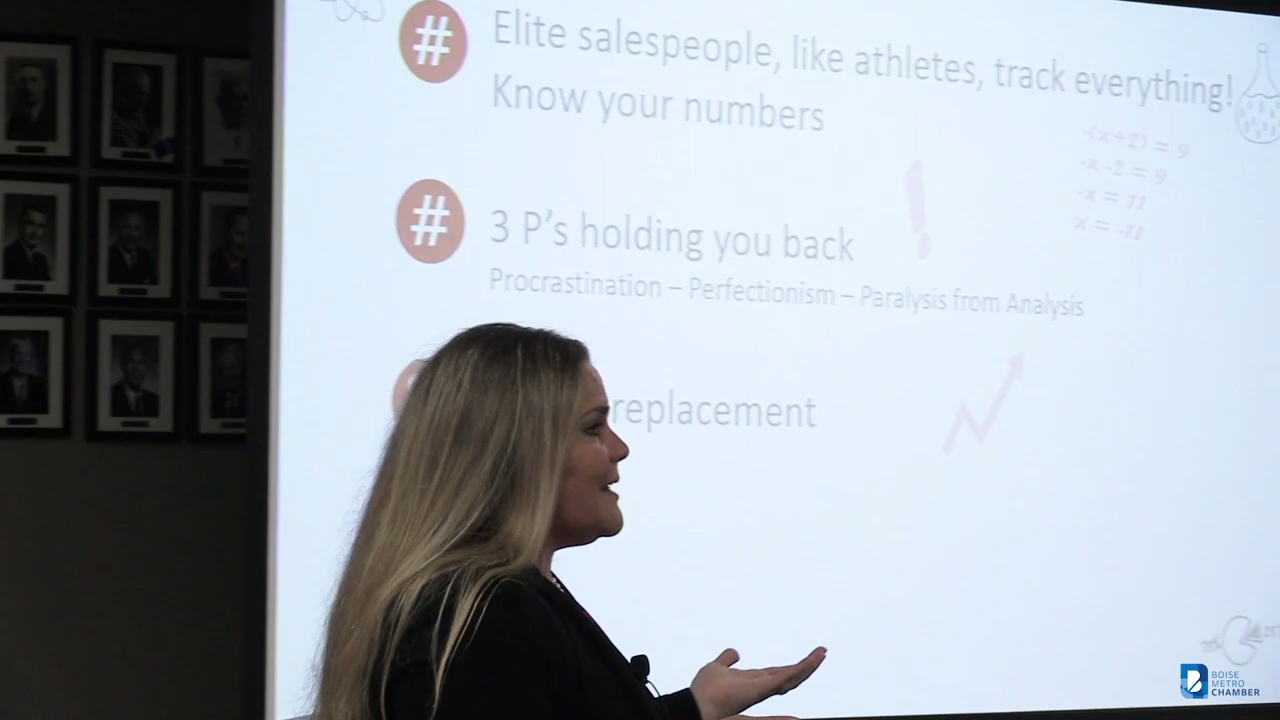 # Elite salespeople, like athletes, track everything!
Know your numbers
-(x+2) = 9
-x -2 = 9
-x = 11
x = -11
# 3 P's holding you back
Procrastination – Perfectionism – Paralysis from Analysis
replacement
BOISE
METRO
CHAMBER